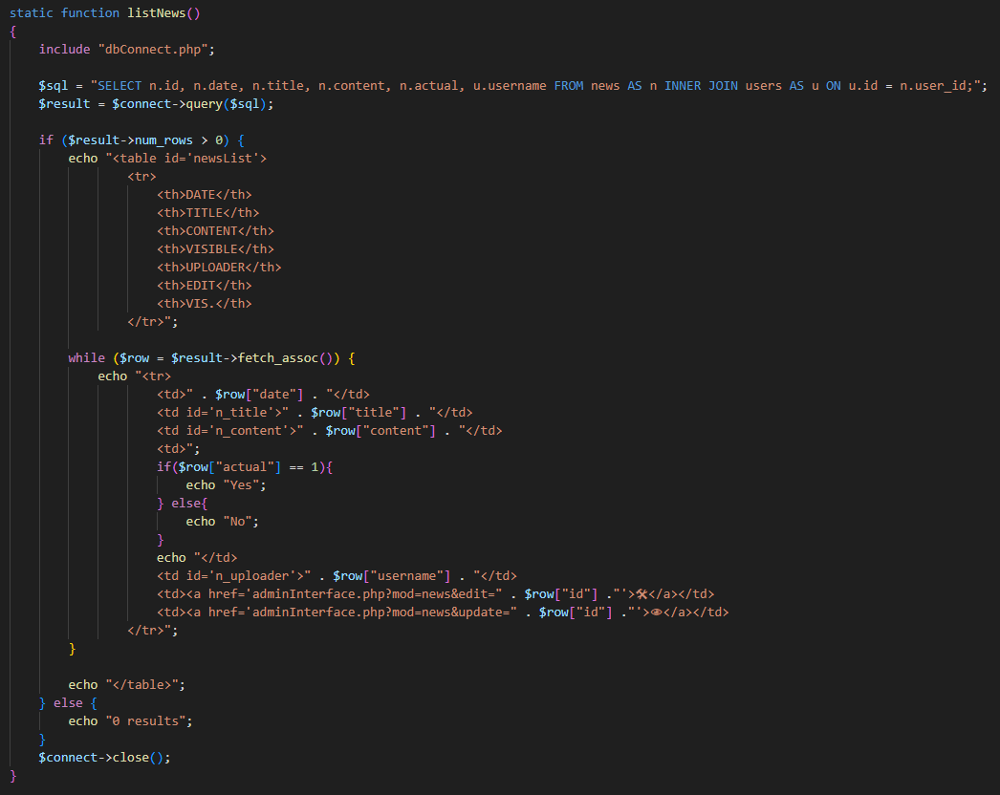 static function listNews()
{
    include "dbConnect.php";

    $sql = "SELECT n.id, n.date, n.title, n.content, n.actual, u.username FROM news AS n INNER JOIN users AS u ON u.id = n.user_id;";
    $result = $connect->query($sql);

    if ($result->num_rows > 0) {
        echo "<table id='newsList'>
                <tr>
                    <th>DATE</th>
                    <th>TITLE</th>
                    <th>CONTENT</th>
                    <th>VISIBLE</th>
                    <th>UPLOADER</th>
                    <th>EDIT</th>
                    <th>VIS.</th>
                </tr>";

        while ($row = $result->fetch_assoc()) {
            echo "<tr>
                    <td>" . $row["date"] . "</td>
                    <td id='n_title'>" . $row["title"] . "</td>
                    <td id='n_content'>" . $row["content"] . "</td>
                    <td>";
                    if($row["actual"] == 1){
                        echo "Yes";
                    } else{
                        echo "No";
                    }
                    echo "</td>
                    <td id='n_uploader'>" . $row["username"] . "</td>
                    <td><a href='adminInterface.php?mod=news&edit=" . $row["id"] ."'>🛠</a></td>
                    <td><a href='adminInterface.php?mod=news&update=" . $row["id"] ."'>👁</a></td>
                </tr>";
        }

        echo "</table>";
    } else {
        echo "0 results";
    }
    $connect->close();
}